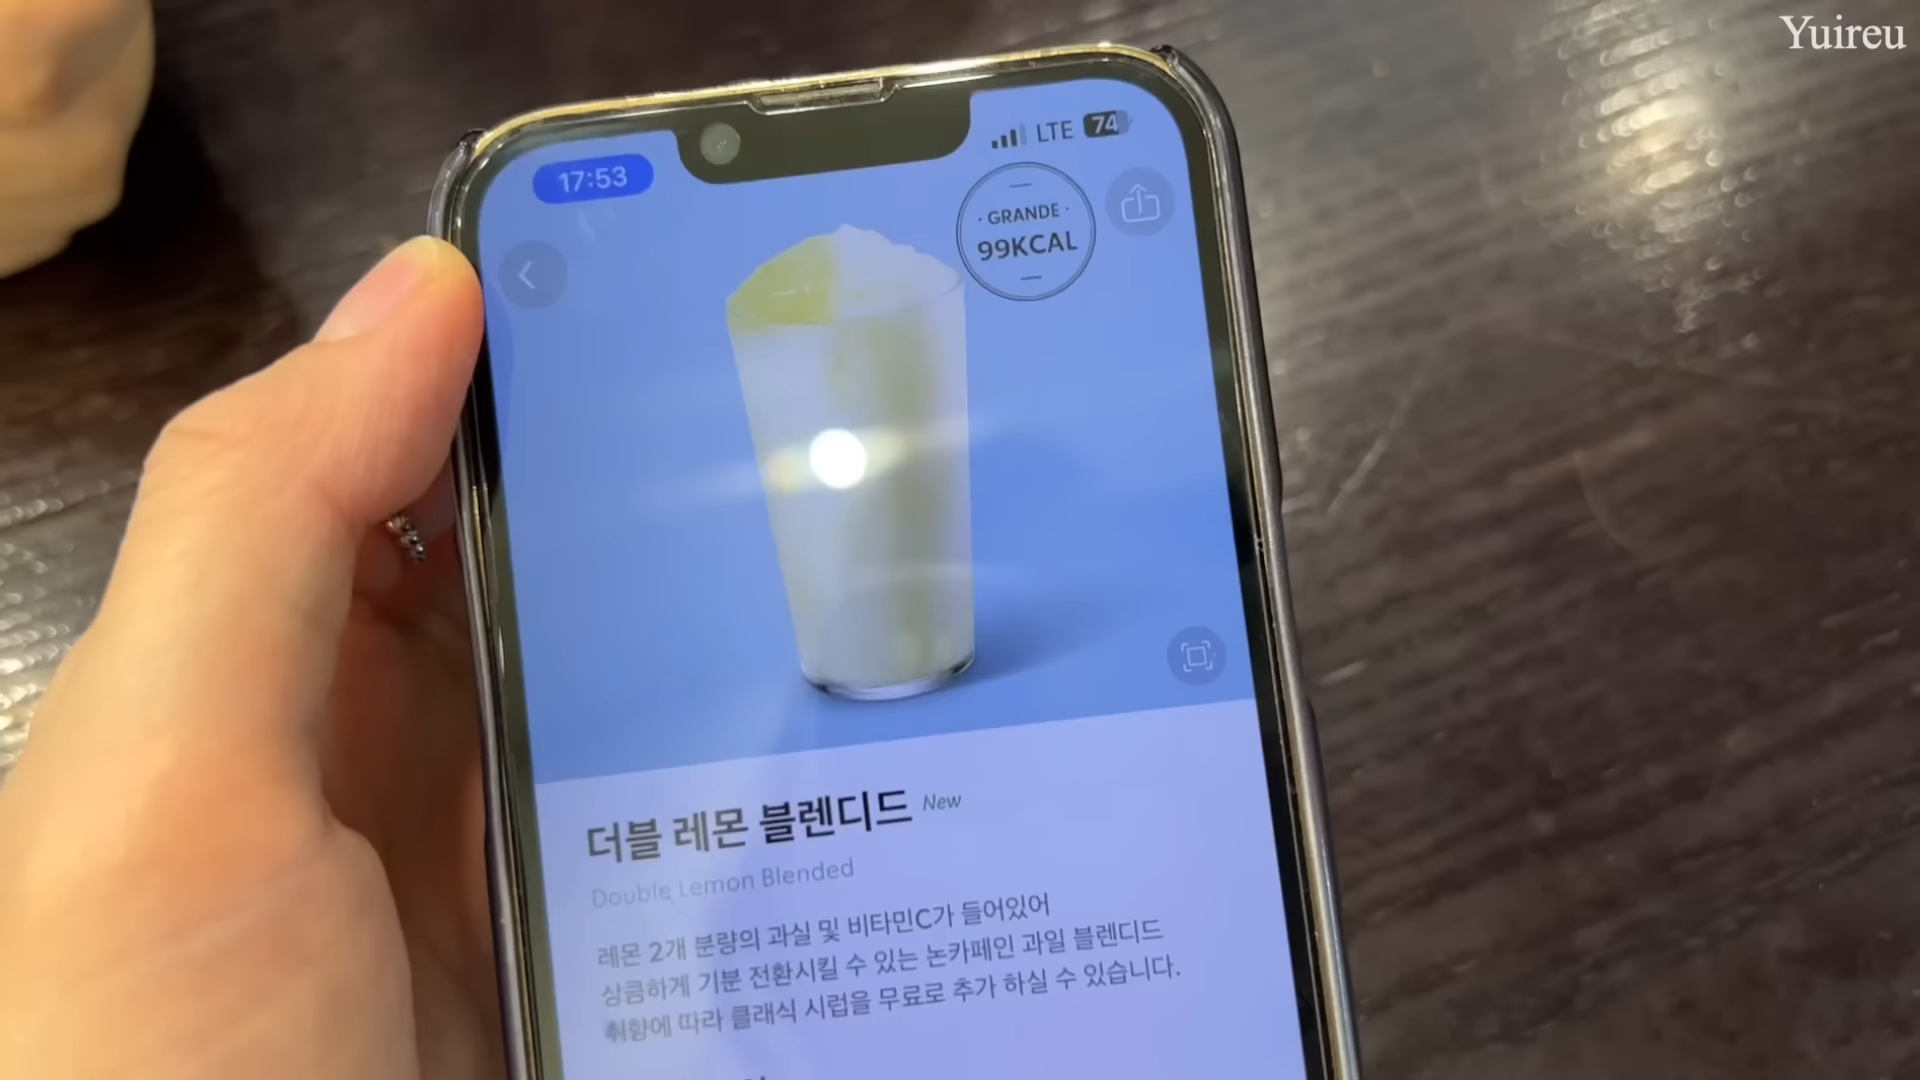 Yuireu
17:53
LTE 74
· GRANDE ·
99KCAL
더블 레몬 블렌디드 New
Double Lemon Blended
레몬 2개 분량의 과실 및 비타민C가 들어있어
상큼하게 기분 전환시킬 수 있는 논카페인 과일 블렌디드
취향에 따라 클래식 시럽을 무료로 추가 하실 수 있습니다.